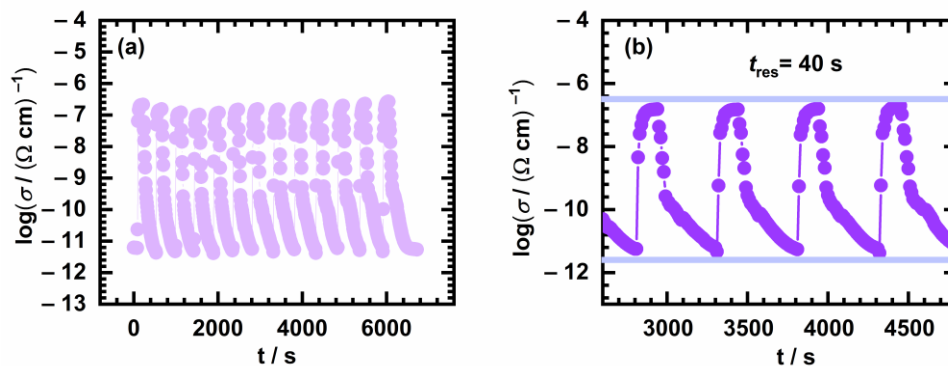 (a)
log(σ / (Ω cm)⁻¹
– 4
– 5
– 6
– 7
– 8
– 9
– 10
– 11
– 12
– 13
0 2000 4000 6000
t / s
(b)
t_res = 40 s
log(σ / (Ω cm)⁻¹
– 4
– 6
– 8
– 10
– 12
3000 3500 4000 4500
t / s